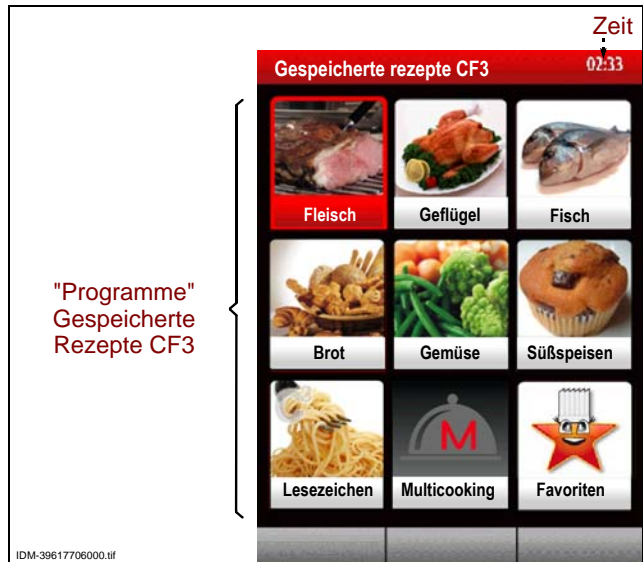 Zeit
Gespeicherte rezepte CF3 02:33
Fleisch Geflügel Fisch
"Programme"
Gespeicherte
Rezepte CF3
Brot Gemüse Süßspeisen
M
Lesezeichen Multicooking Favoriten
IDM-39617706000.tif